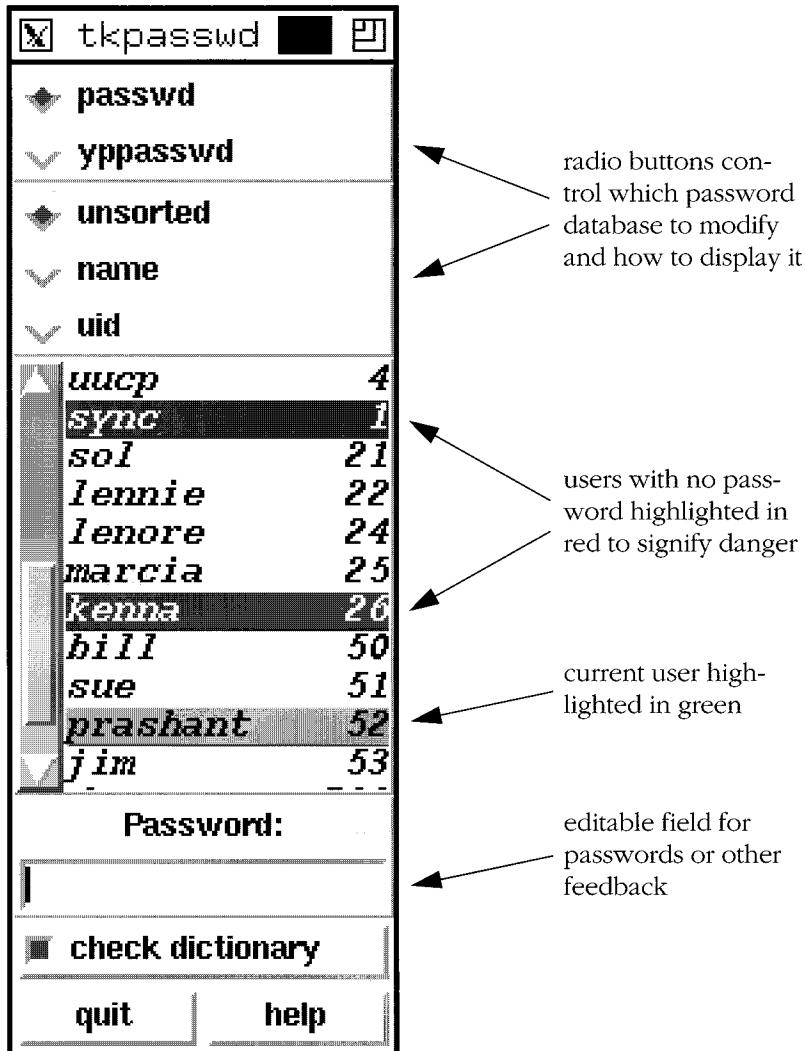 tkpasswd
passwd
yppasswd
unsorted
name
uid
uucp 4
sync 1
sol 21
lennie 22
lenore 24
marcia 25
kenna 26
bill 50
sue 51
prashant 52
jim 53
Password:
check dictionary
quit help
radio buttons con-
trol which password
database to modify
and how to display it
users with no pass-
word highlighted in
red to signify danger
current user high-
lighted in green
editable field for
passwords or other
feedback